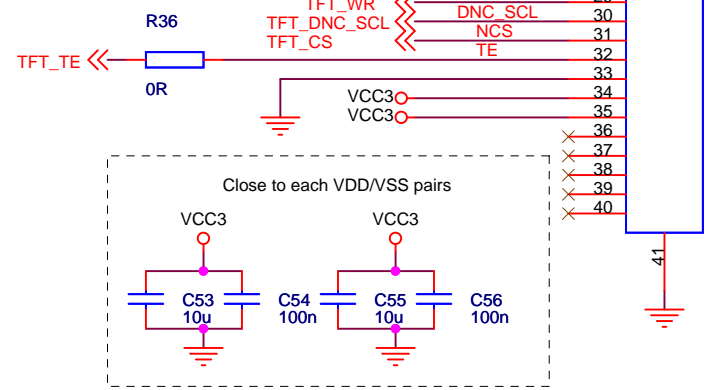 TFT_WR
R36
TFT_DNC_SCL
DNC_SCL
30
TFT_CS
NCS
31
TFT_TE
TE
32
0R
33
VCC3
34
VCC3
35
36
37
38
39
40
Close to each VDD/VSS pairs
VCC3
VCC3
41
C53
10u
C54
100n
C55
10u
C56
100n